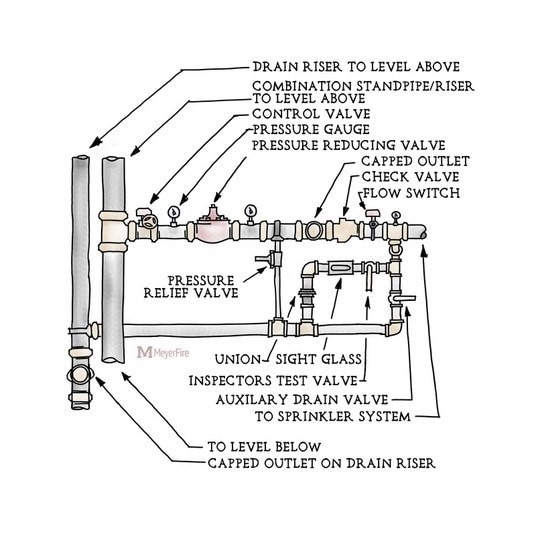 DRAIN RISER TO LEVEL ABOVE
COMBINATION STANDPIPE/RISER
TO LEVEL ABOVE
CONTROL VALVE
PRESSURE GAUGE
PRESSURE REDUCING VALVE
CAPPED OUTLET
CHECK VALVE
FLOW SWITCH
PRESSURE
RELIEF VALVE
MeyerFire
UNION
SIGHT GLASS
INSPECTORS TEST VALVE
AUXILARY DRAIN VALVE
TO SPRINKLER SYSTEM
TO LEVEL BELOW
CAPPED OUTLET ON DRAIN RISER